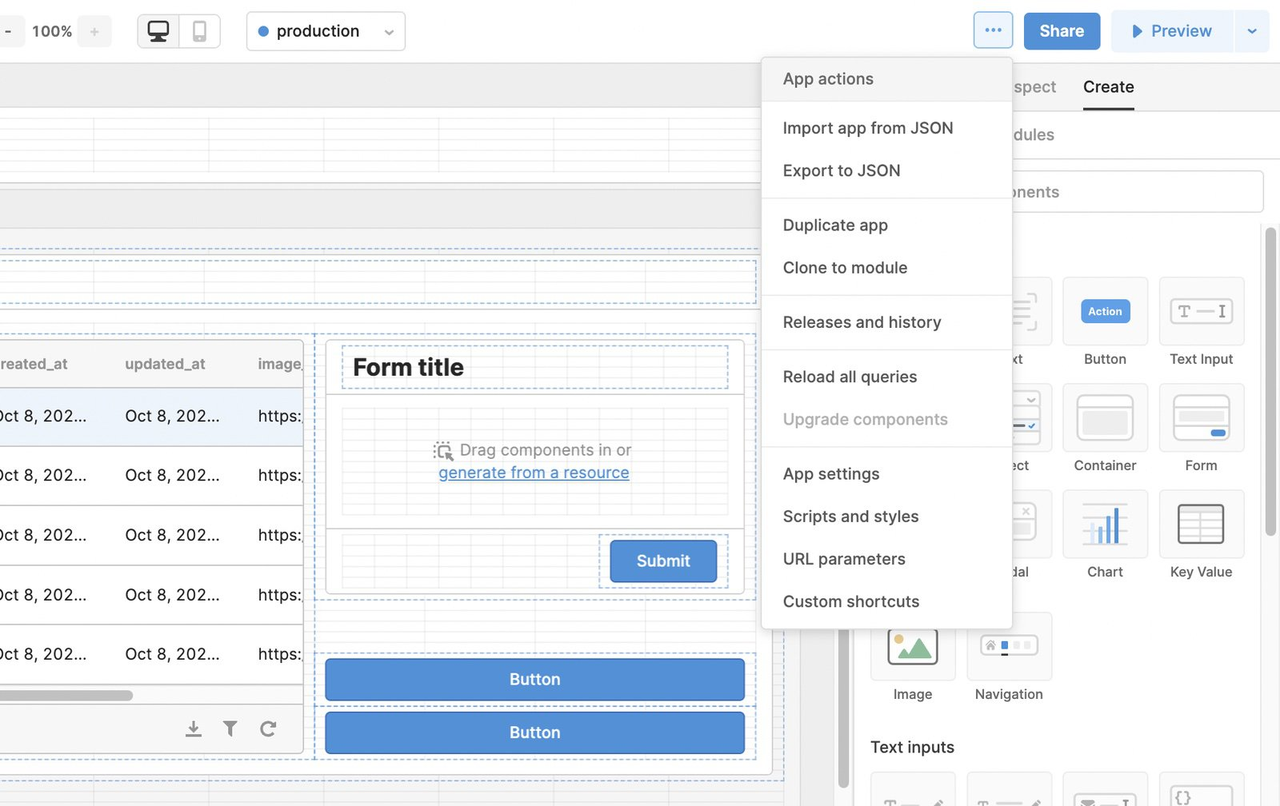 - 100% +
production
...
Share
Preview
App actions
Import app from JSON
Export to JSON
Duplicate app
Clone to module
Releases and history
Reload all queries
Upgrade components
App settings
Scripts and styles
URL parameters
Custom shortcuts
spect
Create
dules
onents
xt
Action
Button
T I
Text Input
ect
Container
Form
dal
Chart
Key Value
Image
Navigation
Text inputs
{}
reated_at updated_at image_
Oct 8, 202... Oct 8, 202... https:/
Oct 8, 202... Oct 8, 202... https:/
Oct 8, 202... Oct 8, 202... https:/
Oct 8, 202... Oct 8, 202... https:/
Oct 8, 202... Oct 8, 202... https:/
Form title
Drag components in or
generate from a resource
Submit
Button
Button